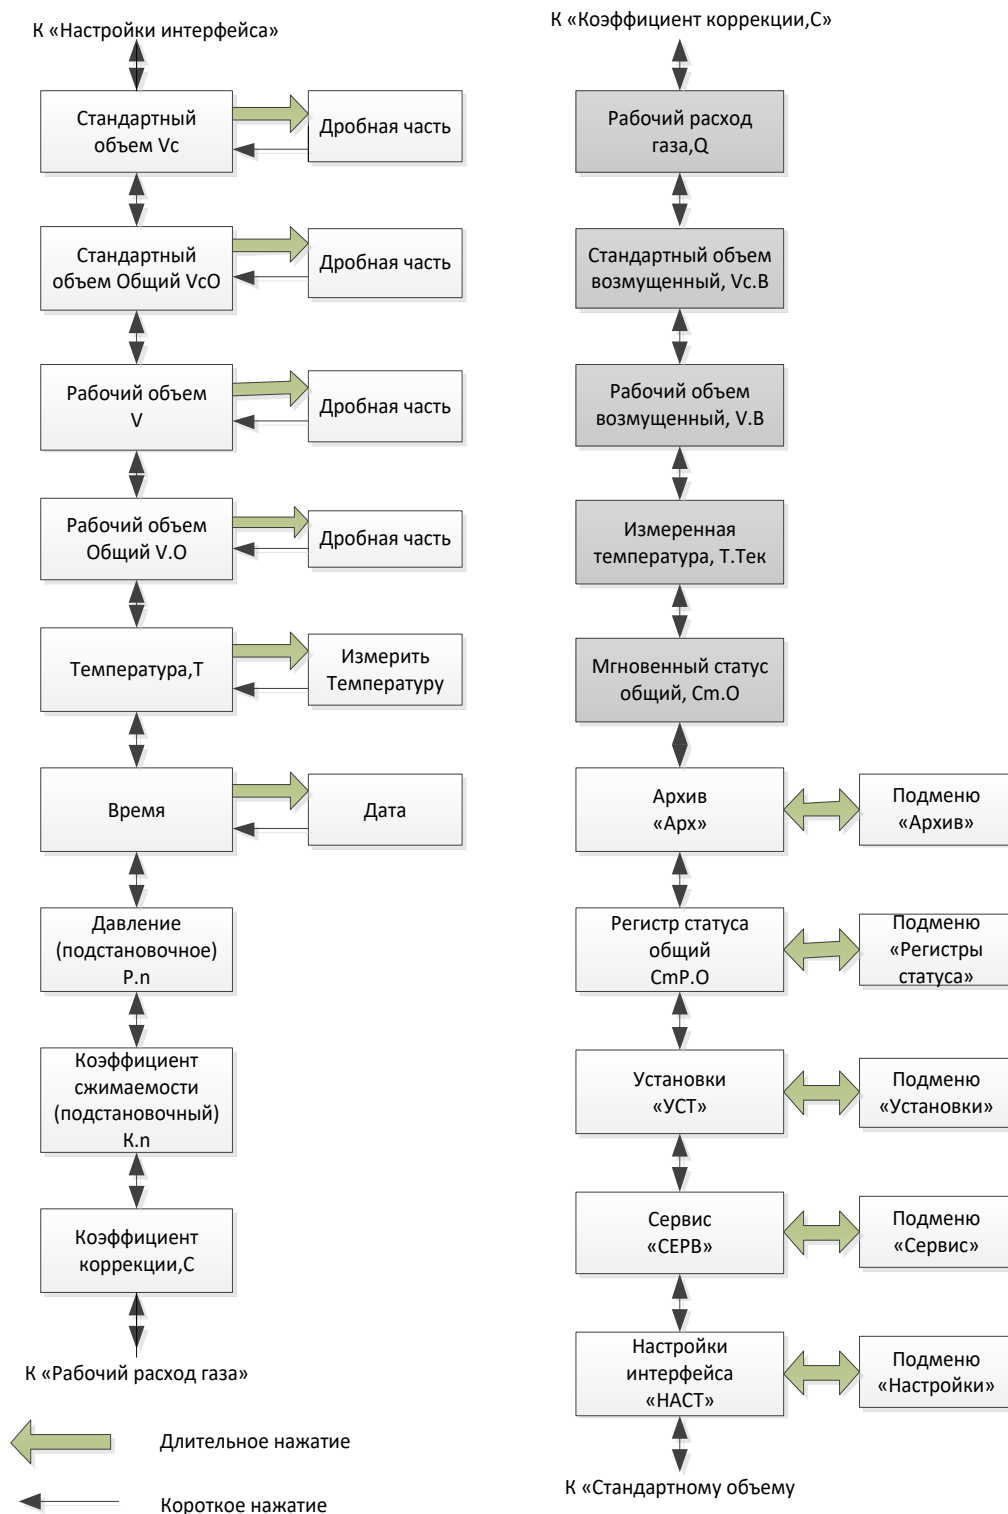 К «Настройки интерфейса»
Стандартный
объем Vc
Дробная часть
Стандартный
объем Общий VcO
Дробная часть
Рабочий объем
V
Дробная часть
Рабочий объем
Общий V.O
Дробная часть
Температура,Т
Измерить
Температуру
Время
Дата
Давление
(подстановочное)
P.n
Коэффициент
сжимаемости
(подстановочный)
К.n
Коэффициент
коррекции,С
К «Рабочий расход газа»
Длительное нажатие
Короткое нажатие
К «Коэффициент коррекции,С»
Рабочий расход
газа,Q
Стандартный объем
возмущенный, Vc.B
Рабочий объем
возмущенный, V.B
Измеренная
температура, Т.Тек
Мгновенный статус
общий, Cm.O
Архив
«Арх»
Подменю
«Архив»
Регистр статуса
общий
CmP.O
Подменю
«Регистры
статуса»
Установки
«УСТ»
Подменю
«Установки»
Сервис
«СЕРВ»
Подменю
«Сервис»
Настройки
интерфейса
«НАСТ»
Подменю
«Настройки»
К «Стандартному объему